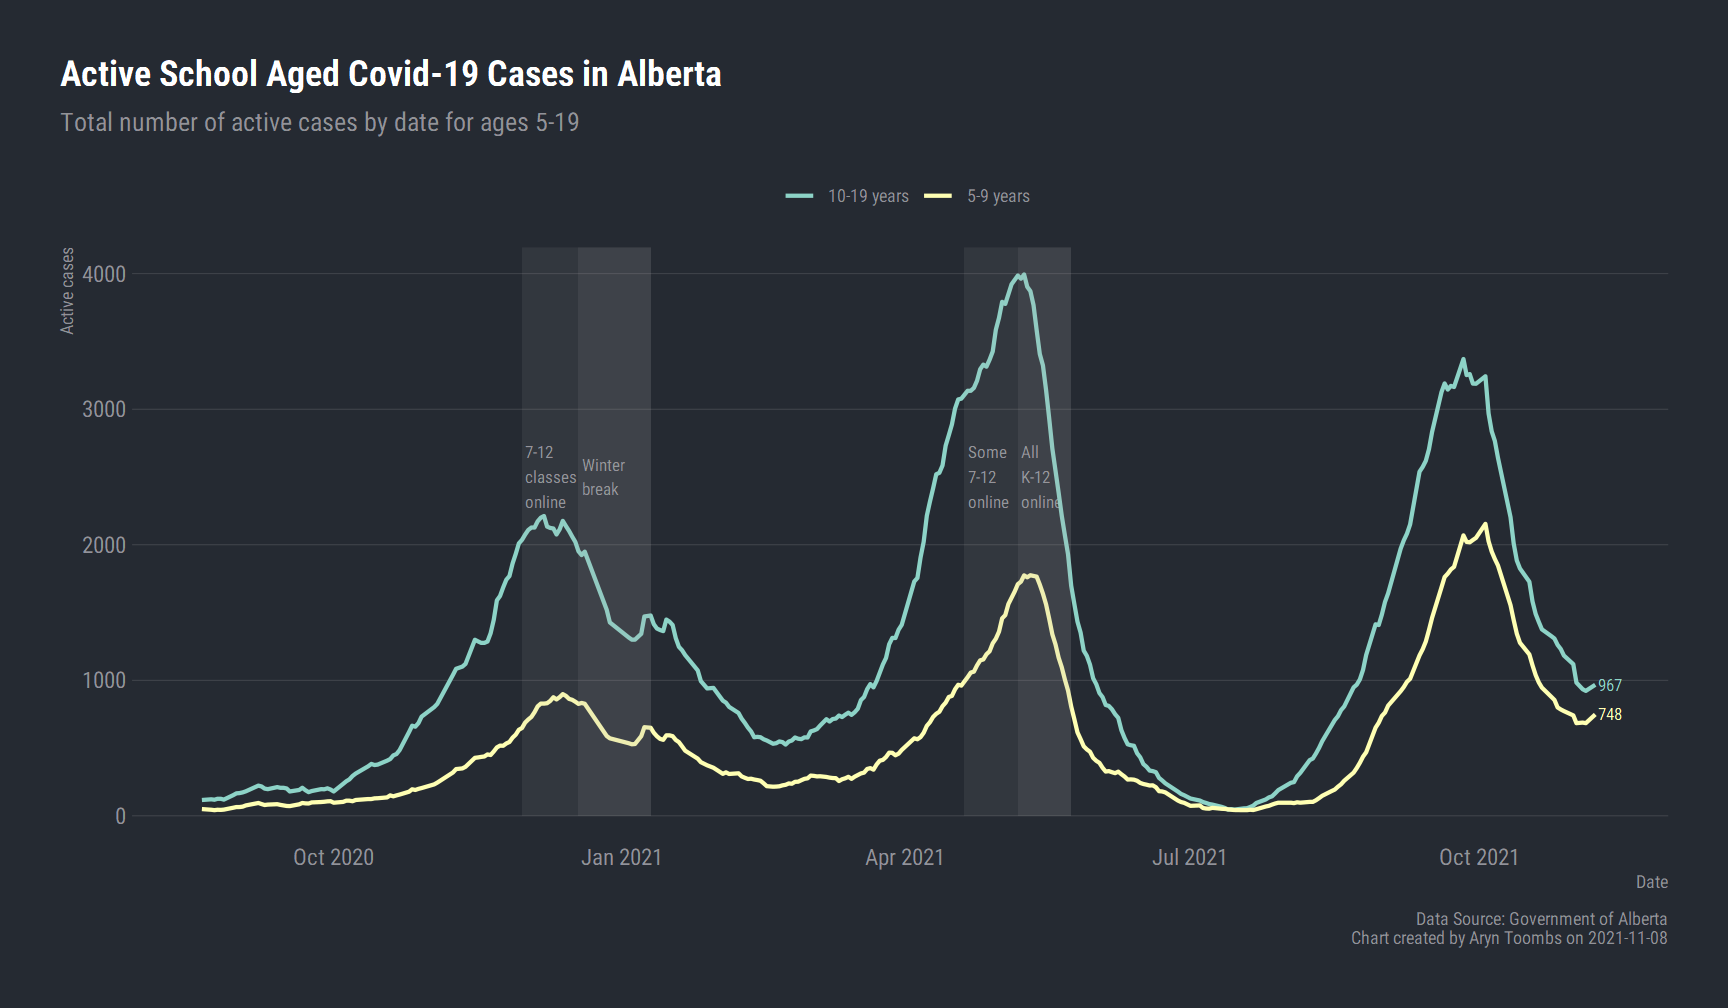 Active School Aged Covid-19 Cases in Alberta
Total number of active cases by date for ages 5-19
10-19 years
5-9 years
Active cases
4000
3000
2000
1000
0
7-12
classes
online
Winter
break
Some
7-12
online
All
K-12
online
967
748
Oct 2020
Jan 2021
Apr 2021
Jul 2021
Oct 2021
Date
Data Source: Government of Alberta
Chart created by Aryn Toombs on 2021-11-08